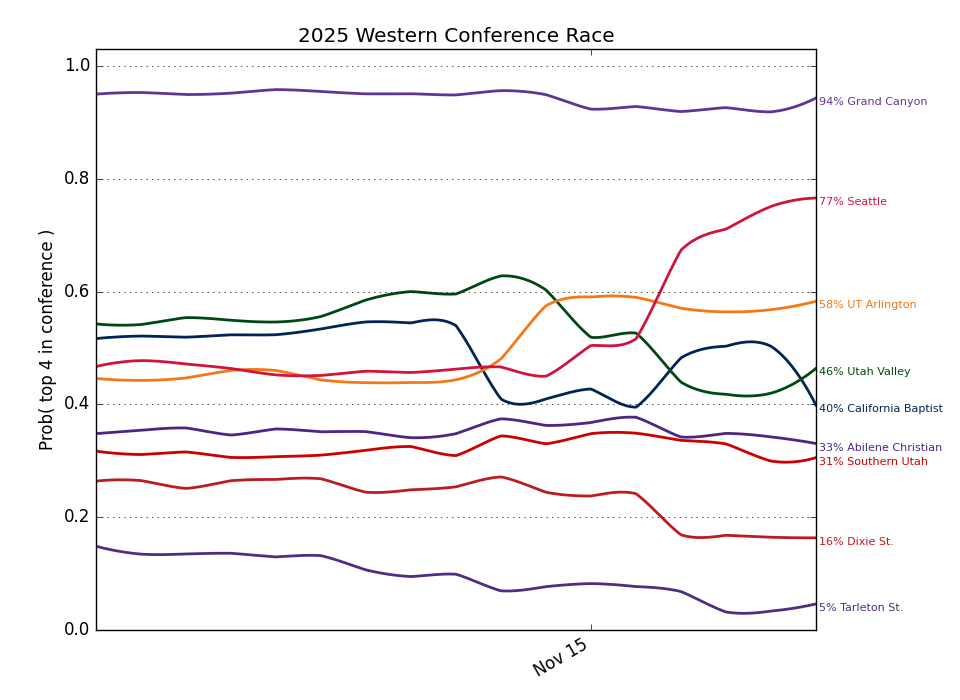 2025 Western Conference Race
Prob( top 4 in conference )
1.0
0.8
0.6
0.4
0.2
0.0
Nov 15
94% Grand Canyon
77% Seattle
58% UT Arlington
46% Utah Valley
40% California Baptist
33% Abilene Christian
31% Southern Utah
16% Dixie St.
5% Tarleton St.